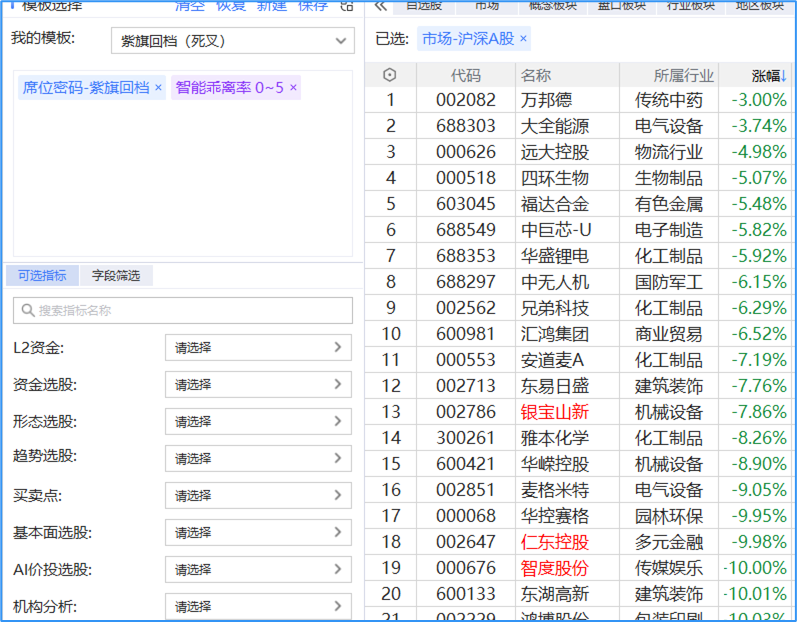 模板选择 清空 恢复 新建 保存
我的模板: 紫旗回档（死叉）
席位密码-紫旗回档 × 智能乖离率 0~5 ×
可选指标 字段筛选
搜索指标名称
L2资金: 请选择
资金选股: 请选择
形态选股: 请选择
趋势选股: 请选择
买卖点: 请选择
基本面选股: 请选择
AI价投选股: 请选择
机构分析: 请选择
自选股 市场 概念板块 盘口板块 行业板块 地区板块
已选: 市场-沪深A股 ×
代码 名称 所属行业 涨幅↓
1 002082 万邦德 传统中药 -3.00%
2 688303 大全能源 电气设备 -3.74%
3 000626 远大控股 物流行业 -4.98%
4 000518 四环生物 生物制品 -5.07%
5 603045 福达合金 有色金属 -5.48%
6 688549 中巨芯-U 电子制造 -5.82%
7 688353 华盛锂电 化工制品 -5.92%
8 688297 中无人机 国防军工 -6.15%
9 002562 兄弟科技 化工制品 -6.29%
10 600981 汇鸿集团 商业贸易 -6.52%
11 000553 安道麦A 化工制品 -7.19%
12 002713 东易日盛 建筑装饰 -7.76%
13 002786 银宝山新 机械设备 -7.86%
14 300261 雅本化学 化工制品 -8.26%
15 600421 华嵘控股 机械设备 -8.90%
16 002851 麦格米特 电气设备 -9.05%
17 000068 华控赛格 园林环保 -9.95%
18 002647 仁东控股 多元金融 -9.98%
19 000676 智度股份 传媒娱乐 -10.00%
20 600133 东湖高新 建筑装饰 -10.01%
21 002229 鸿博股份 包装印刷 -10.03%